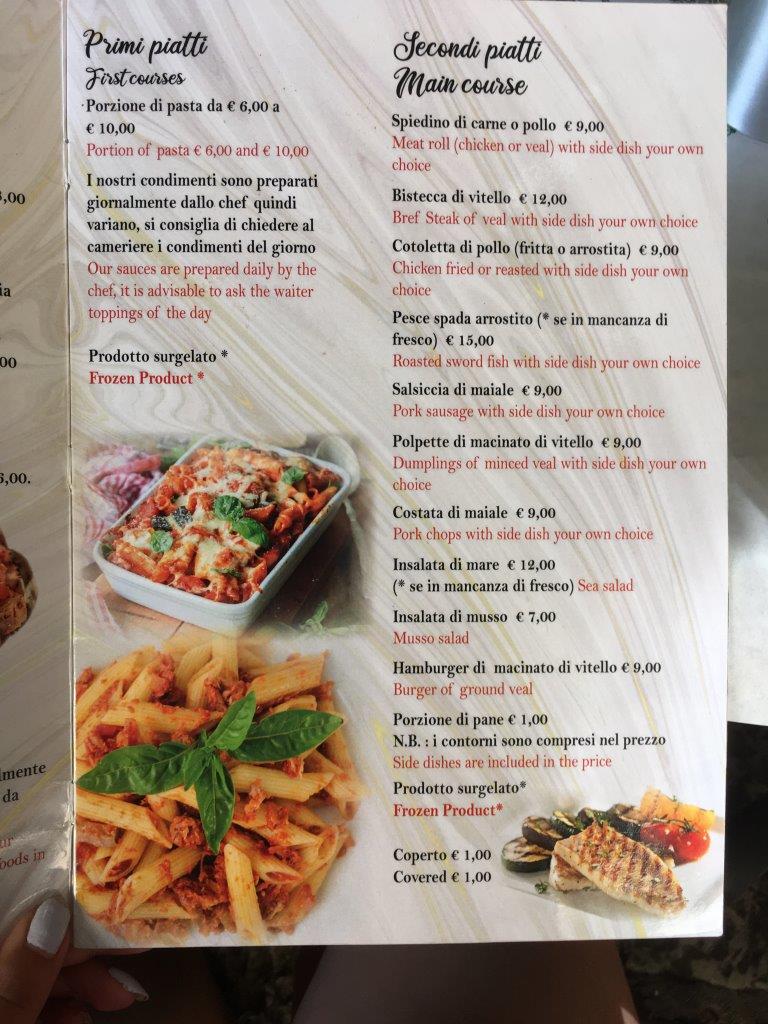 3,00
ia
00
6,00.
lmente
da
ur
foods in
Primi piatti
First courses
Porzione di pasta da € 6,00 a
€ 10,00
Portion of pasta € 6,00 and € 10,00
I nostri condimenti sono preparati
giornalmente dallo chef quindi
variano, si consiglia di chiedere al
cameriere i condimenti del giorno
Our sauces are prepared daily by the
chef, it is advisable to ask the waiter
toppings of the day
Prodotto surgelato *
Frozen Product *
Secondi piatti
Main course
Spiedino di carne o pollo € 9,00
Meat roll (chicken or veal) with side dish your own
choice
Bistecca di vitello € 12,00
Bref Steak of veal with side dish your own choice
Cotoletta di pollo (fritta o arrostita) € 9,00
Chicken fried or reasted with side dish your own
choice
Pesce spada arrostito (* se in mancanza di
fresco) € 15,00
Roasted sword fish with side dish your own choice
Salsiccia di maiale € 9,00
Pork sausage with side dish your own choice
Polpette di macinato di vitello € 9,00
Dumplings of minced veal with side dish your own
choice
Costata di maiale € 9,00
Pork chops with side dish your own choice
Insalata di mare € 12,00
(* se in mancanza di fresco) Sea salad
Insalata di musso € 7,00
Musso salad
Hamburger di macinato di vitello € 9,00
Burger of ground veal
Porzione di pane € 1,00
N.B. : i contorni sono compresi nel prezzo
Side dishes are included in the price
Prodotto surgelato*
Frozen Product*
Coperto € 1,00
Covered € 1,00